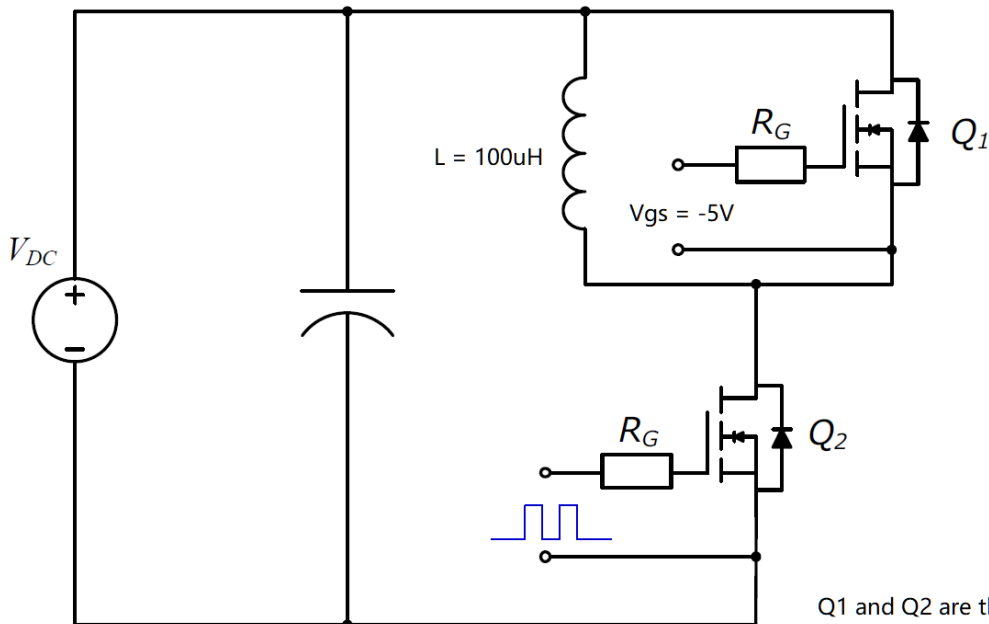 R_G
Q_1
L = 100uH
Vgs = -5V
V_DC
R_G
Q_2
Q1 and Q2 are